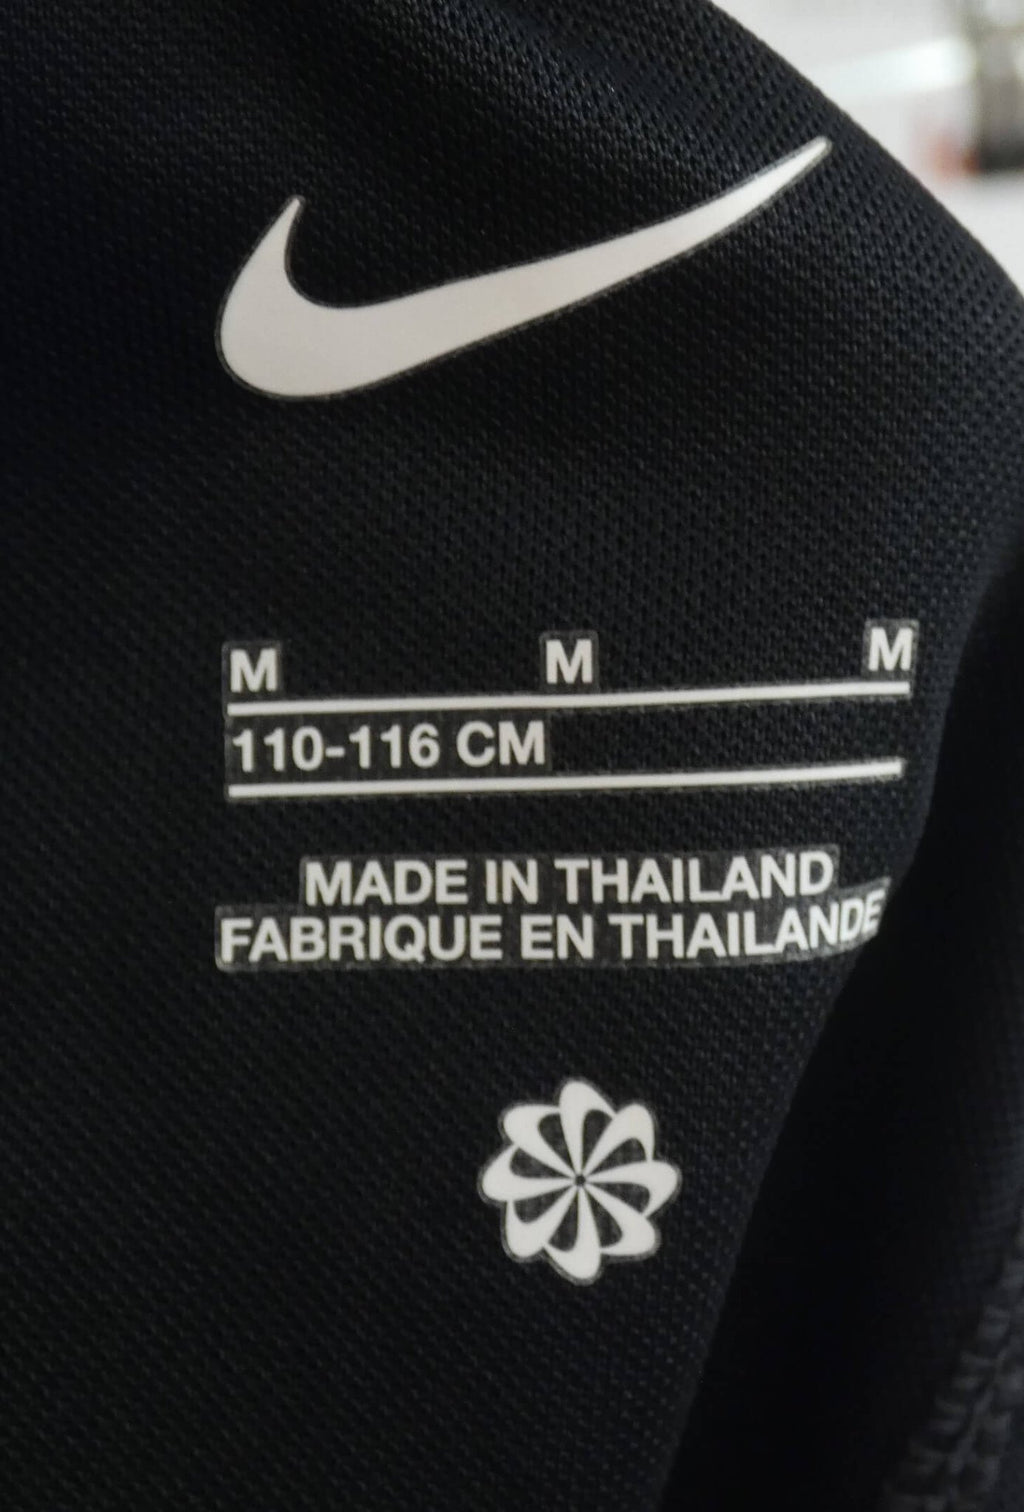 M M M
110-116 CM
MADE IN THAILAND
FABRIQUE EN THAILANDE